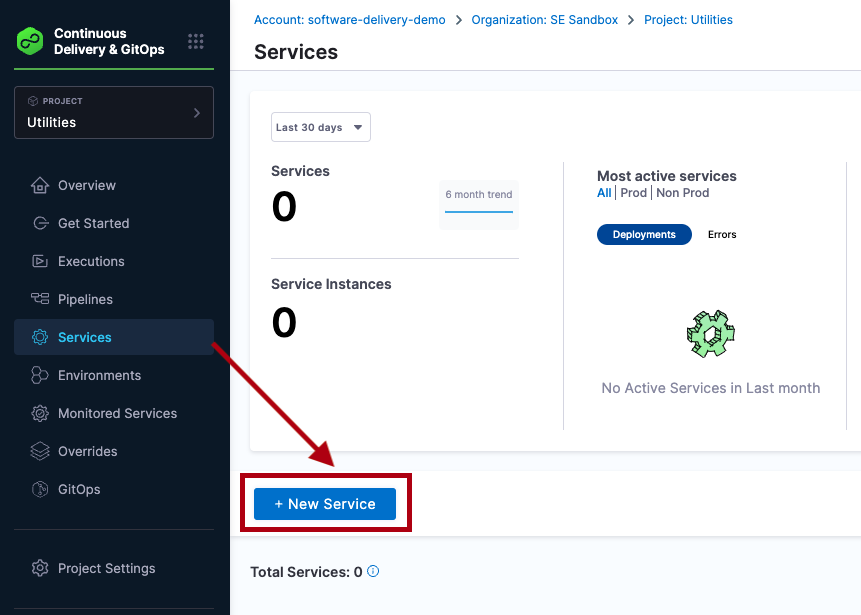 Continuous
Delivery & GitOps
PROJECT
Utilities
Overview
Get Started
Executions
Pipelines
Services
Environments
Monitored Services
Overrides
GitOps
Project Settings
Account: software-delivery-demo > Organization: SE Sandbox > Project: Utilities
Services
Last 30 days
Services
0
6 month trend
Service Instances
0
Most active services
All | Prod | Non Prod
Deployments Errors
No Active Services in Last month
+ New Service
Total Services: 0